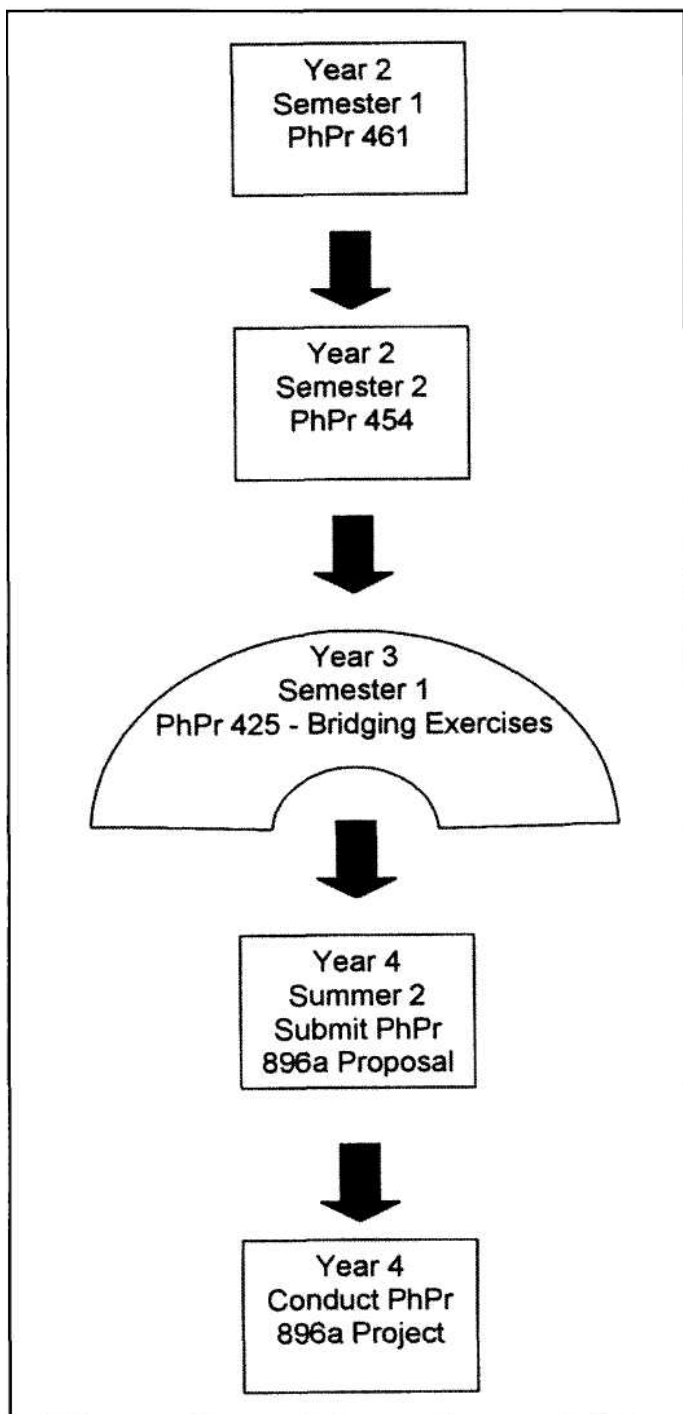 Year 2
Semester 1
PhPr 461
Year 2
Semester 2
PhPr 454
Year 3
Semester 1
PhPr 425 - Bridging Exercises
Year 4
Summer 2
Submit PhPr
896a Proposal
Year 4
Conduct PhPr
896a Project